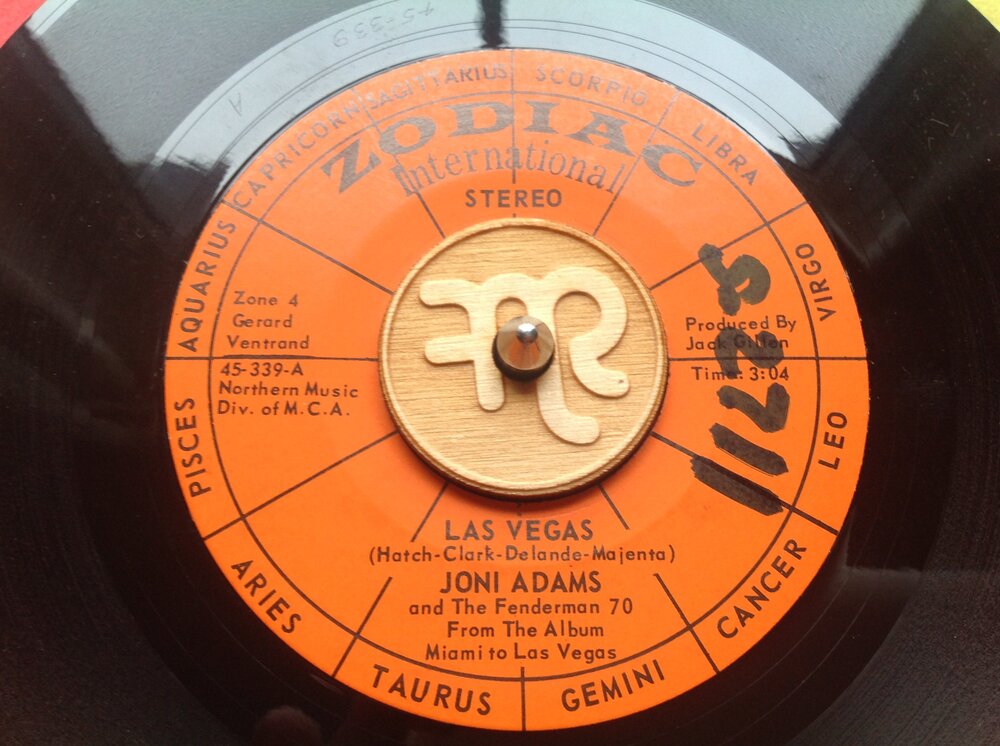 45-339
A
ZODIAC
International
STEREO
SAGITTARIUS
SCORPIO
LIBRA
VIRGO
LEO
CANCER
GEMINI
TAURUS
ARIES
PISCES
AQUARIUS
CAPRICORN
Zone 4
Gerard
Ventrand
45-339-A
Northern Music
Div. of M.C.A.
Produced By
Jack Gillen
Time: 3:04
LAS VEGAS
(Hatch-Clark-Delande-Majenta)
JONI ADAMS
and The Fenderman 70
From The Album
Miami to Las Vegas